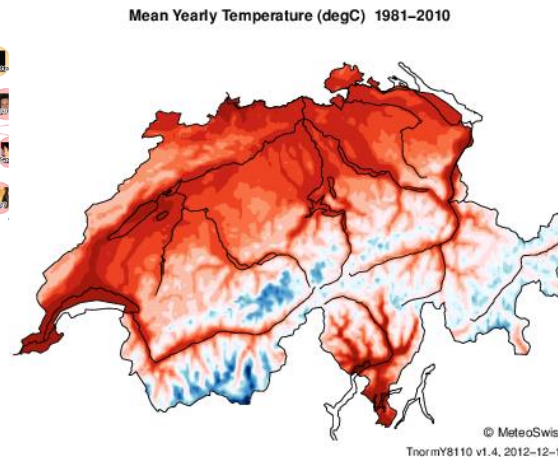 Mean Yearly Temperature (degC) 1981–2010
© MeteoSwis
TnormY8110 v1.4, 2012–12–